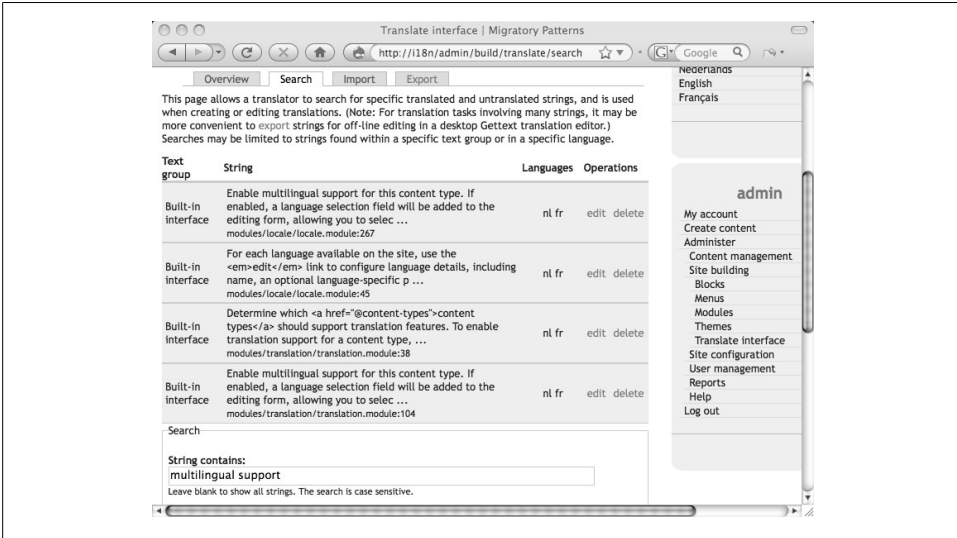 Translate interface | Migratory Patterns
http://i18n/admin/build/translate/search
Google
Overview Search Import Export
This page allows a translator to search for specific translated and untranslated strings, and is used
when creating or editing translations. (Note: For translation tasks involving many strings, it may be
more convenient to export strings for off-line editing in a desktop Gettext translation editor.)
Searches may be limited to strings found within a specific text group or in a specific language.
Text
group
String
Languages
Operations
Built-in
interface
Enable multilingual support for this content type. If
enabled, a language selection field will be added to the
editing form, allowing you to selec ...
modules/locale/locale.module:267
nl fr
edit delete
Built-in
interface
For each language available on the site, use the
<em>edit</em> link to configure language details, including
name, an optional language-specific p ...
modules/locale/locale.module:45
nl fr
edit delete
Built-in
interface
Determine which <a href="@content-types">content
types</a> should support translation features. To enable
translation support for a content type, ...
modules/translation/translation.module:38
nl fr
edit delete
Built-in
interface
Enable multilingual support for this content type. If
enabled, a language selection field will be added to the
editing form, allowing you to selec ...
modules/translation/translation.module:104
nl fr
edit delete
Search
String contains:
multilingual support
Leave blank to show all strings. The search is case sensitive.
Nederlands
English
Français
admin
My account
Create content
Administer
Content management
Site building
Blocks
Menus
Modules
Themes
Translate interface
Site configuration
User management
Reports
Help
Log out